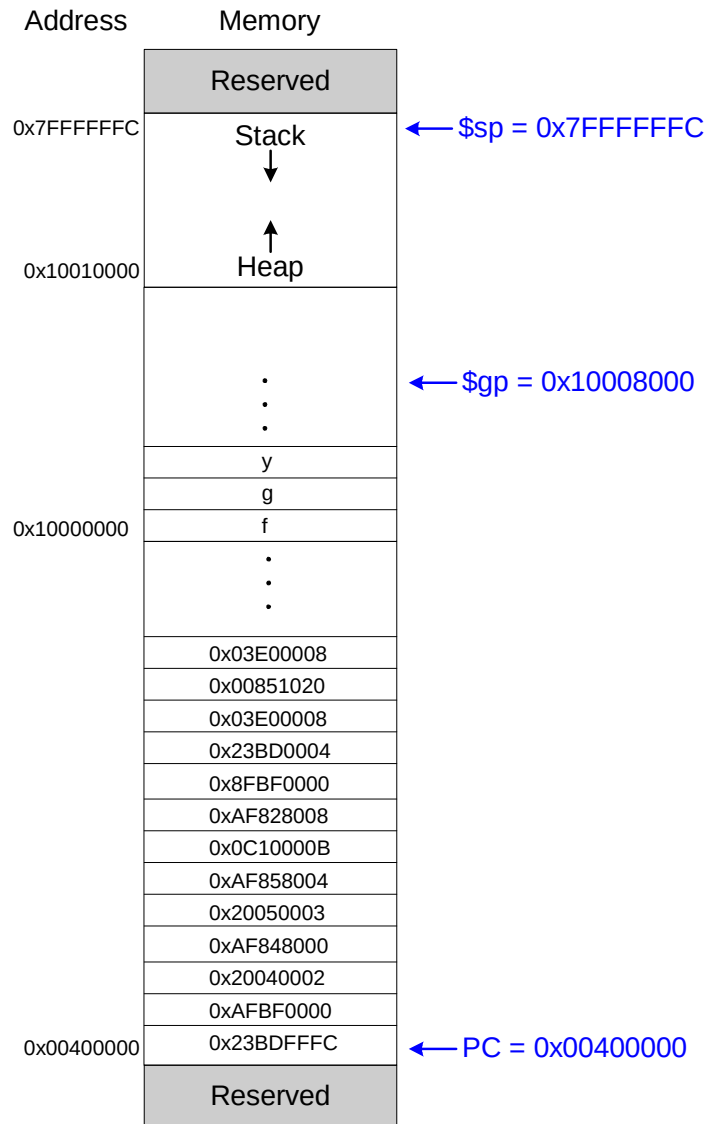 Address Memory
Reserved
0x7FFFFFFC Stack $sp = 0x7FFFFFFC
0x10010000 Heap
$gp = 0x10008000
y
g
0x10000000 f
0x03E00008
0x00851020
0x03E00008
0x23BD0004
0x8FBF0000
0xAF828008
0x0C10000B
0xAF858004
0x20050003
0xAF848000
0x20040002
0xAFBF0000
0x00400000 0x23BDFFFC PC = 0x00400000
Reserved